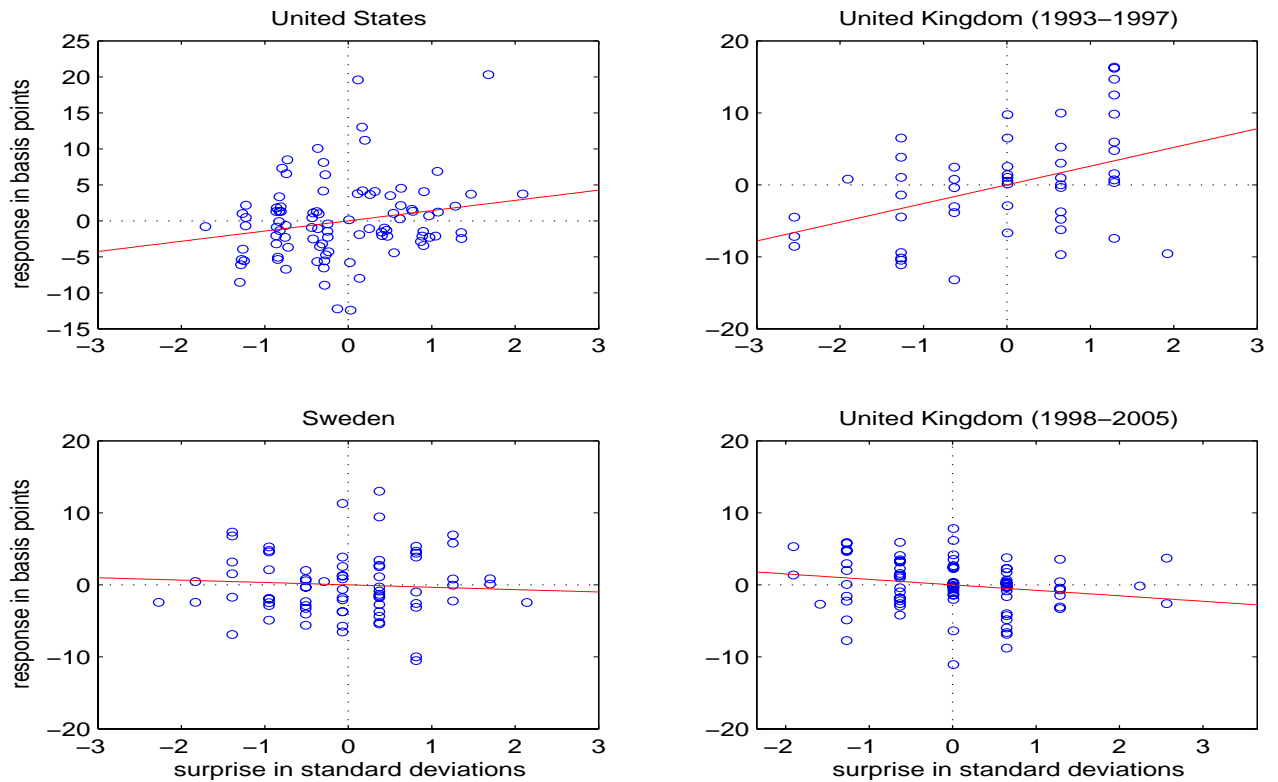 United States
25
20
15
10
5
0
−5
−10
−15
−3 −2 −1 0 1 2 3
response in basis points
United Kingdom (1993−1997)
20
10
0
−10
−20
−3 −2 −1 0 1 2 3
Sweden
20
10
0
−10
−20
−3 −2 −1 0 1 2 3
response in basis points
surprise in standard deviations
United Kingdom (1998−2005)
20
10
0
−10
−20
−2 −1 0 1 2 3
surprise in standard deviations